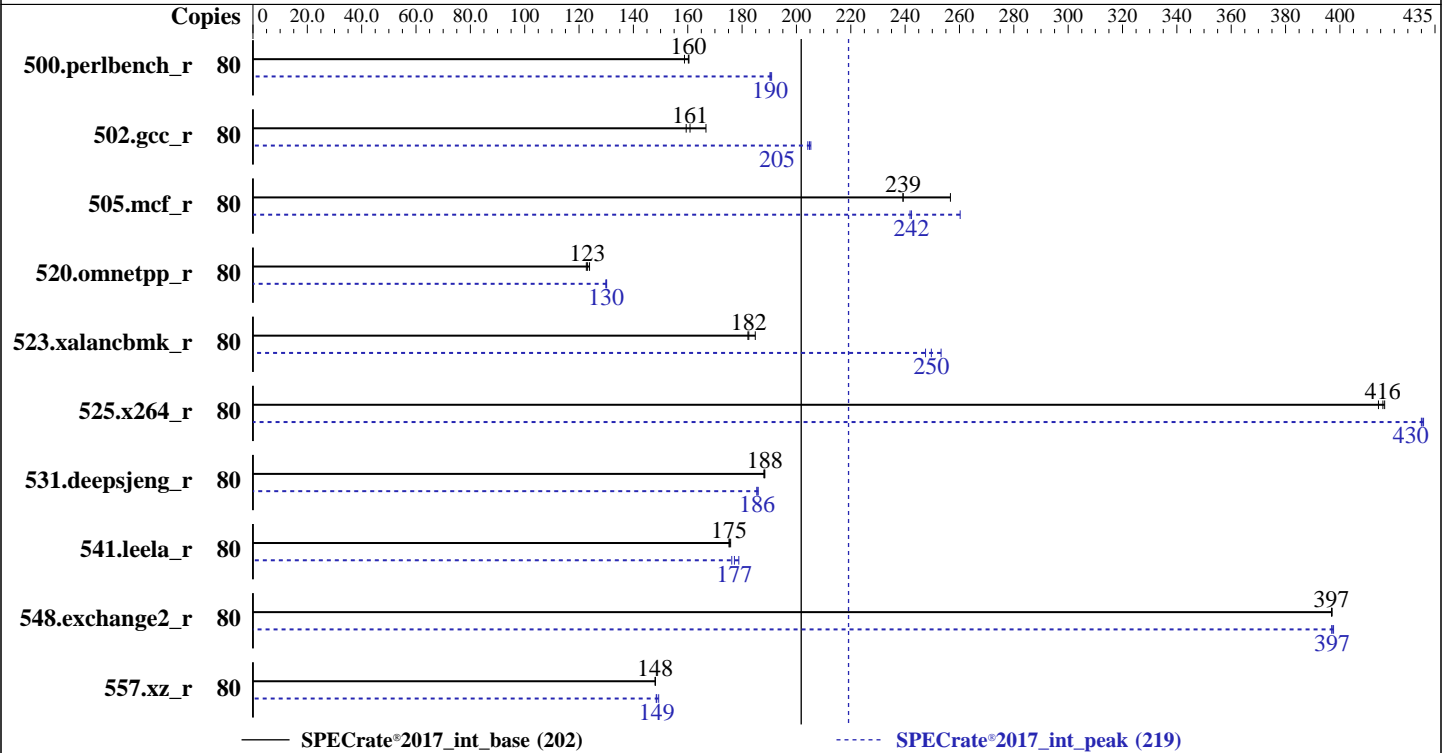 Copies 0 20.0 40.0 60.0 80.0 100 120 140 160 180 200 220 240 260 280 300 320 340 360 380 400 435
160
500.perlbench_r 80
190
161
502.gcc_r 80
205
239
505.mcf_r 80
242
123
520.omnetpp_r 80
130
182
523.xalancbmk_r 80
250
416
525.x264_r 80
430
188
531.deepsjeng_r 80
186
175
541.leela_r 80
177
397
548.exchange2_r 80
397
148
557.xz_r 80
149
SPECrate®2017_int_base (202) SPECrate®2017_int_peak (219)